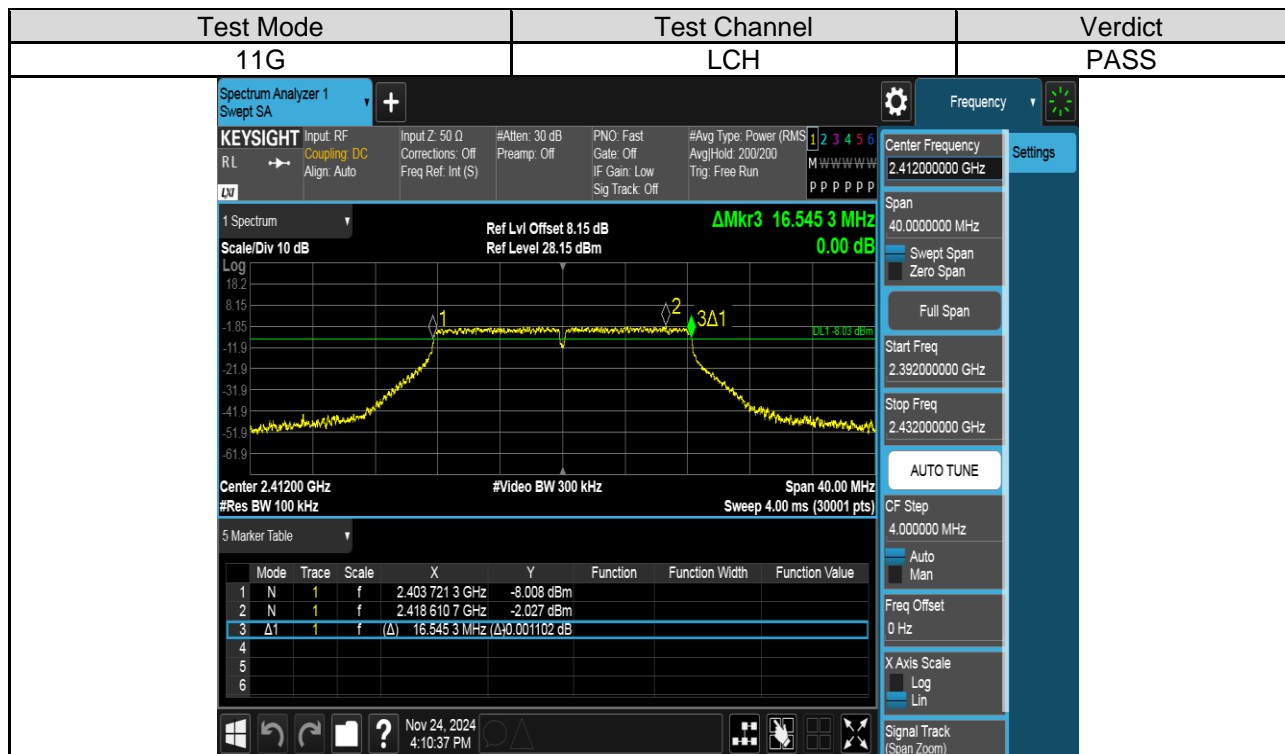 Test Mode Test Channel Verdict
11G LCH PASS
Spectrum Analyzer 1
Swept SA
+
Frequency
KEYSIGHT
R L
LXI
Input: RF
Coupling: DC
Align: Auto
Input Z: 50 Ω
Corrections: Off
Freq Ref: Int (S)
#Atten: 30 dB
Preamp: Off
PNO: Fast
Gate: Off
IF Gain: Low
Sig Track: Off
#Avg Type: Power (RMS
Avg|Hold: 200/200
Trig: Free Run
1 2 3 4 5 6
M W W W W W
P P P P P P
1 Spectrum
Scale/Div 10 dB
Ref Lvl Offset 8.15 dB
Ref Level 28.15 dBm
ΔMkr3 16.545 3 MHz
0.00 dB
Log
18.2
8.15
-1.85
-11.9
-21.9
-31.9
-41.9
-51.9
-61.9
1
2
3Δ1
DL1 -8.03 dBm
Center 2.41200 GHz #Video BW 300 kHz Span 40.00 MHz
#Res BW 100 kHz Sweep 4.00 ms (30001 pts)
5 Marker Table
Mode Trace Scale X Y Function Function Width Function Value
1 N 1 f 2.403 721 3 GHz -8.008 dBm
2 N 1 f 2.418 610 7 GHz -2.027 dBm
3 Δ1 1 f (Δ) 16.545 3 MHz (Δ) -0.001102 dB
4
5
6
?
Nov 24, 2024
4:10:37 PM
Center Frequency
2.412000000 GHz
Settings
Span
40.0000000 MHz
Swept Span
Zero Span
Full Span
Start Freq
2.392000000 GHz
Stop Freq
2.432000000 GHz
AUTO TUNE
CF Step
4.000000 MHz
Auto
Man
Freq Offset
0 Hz
X Axis Scale
Log
Lin
Signal Track
(Span Zoom)